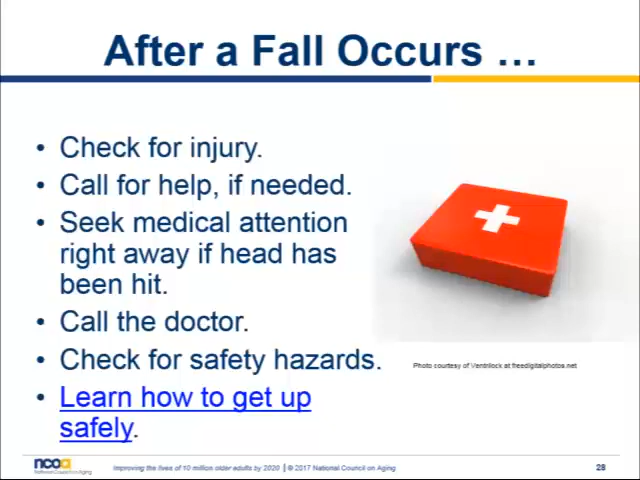 After a Fall Occurs …
• Check for injury.
• Call for help, if needed.
• Seek medical attention
right away if head has
been hit.
• Call the doctor.
• Check for safety hazards.
• Learn how to get up
safely.
Photo courtesy of Ventrilock at freedigitalphotos.net
ncoa
National Council on Aging
Improving the lives of 10 million older adults by 2020 | © 2017 National Council on Aging
28